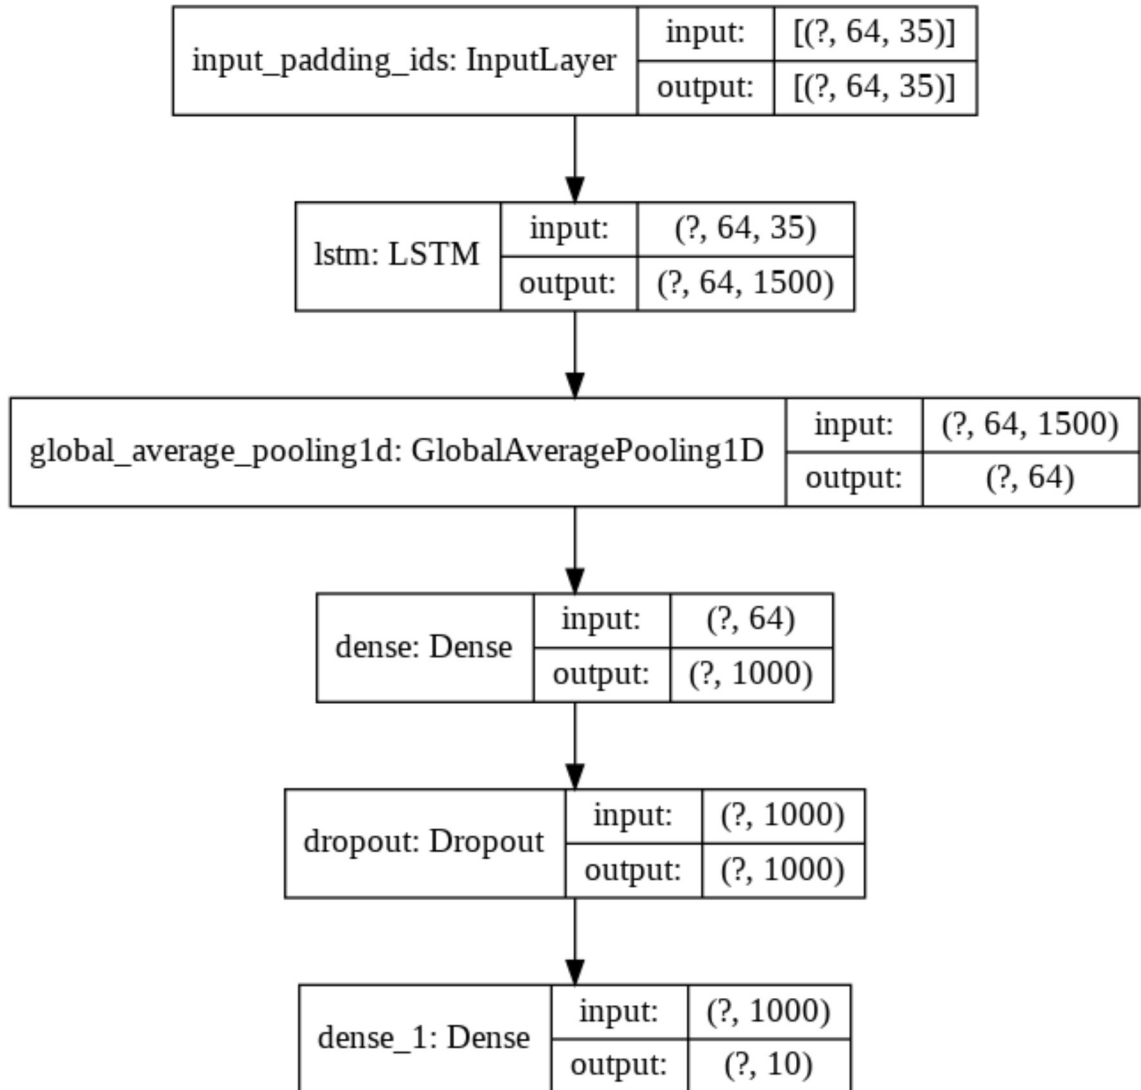 input_padding_ids: InputLayer
input: [(?, 64, 35)]
output: [(?, 64, 35)]
lstm: LSTM
input: (?, 64, 35)
output: (?, 64, 1500)
global_average_pooling1d: GlobalAveragePooling1D
input: (?, 64, 1500)
output: (?, 64)
dense: Dense
input: (?, 64)
output: (?, 1000)
dropout: Dropout
input: (?, 1000)
output: (?, 1000)
dense_1: Dense
input: (?, 1000)
output: (?, 10)